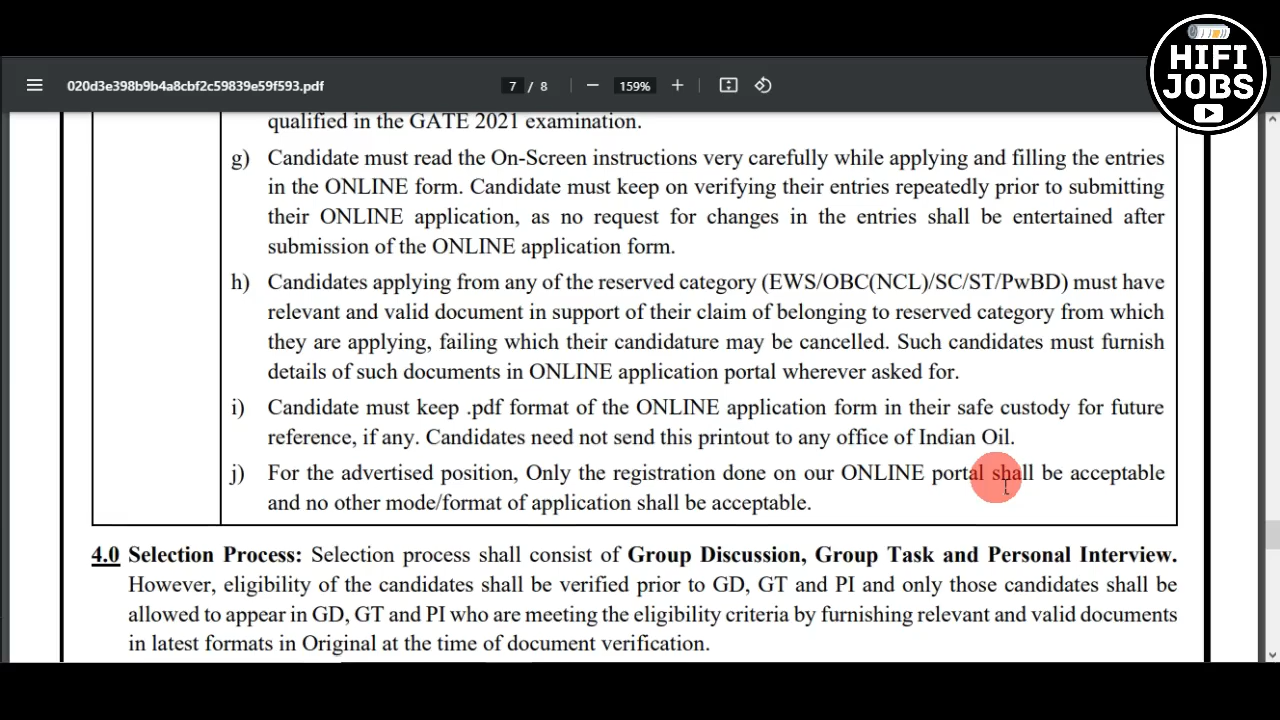 HIFI
JOBS
020d3e398b9b4a8cbf2c59839e59f593.pdf
7 / 8
159%
qualified in the GATE 2021 examination.
g) Candidate must read the On-Screen instructions very carefully while applying and filling the entries
in the ONLINE form. Candidate must keep on verifying their entries repeatedly prior to submitting
their ONLINE application, as no request for changes in the entries shall be entertained after
submission of the ONLINE application form.
h) Candidates applying from any of the reserved category (EWS/OBC(NCL)/SC/ST/PwBD) must have
relevant and valid document in support of their claim of belonging to reserved category from which
they are applying, failing which their candidature may be cancelled. Such candidates must furnish
details of such documents in ONLINE application portal wherever asked for.
i) Candidate must keep .pdf format of the ONLINE application form in their safe custody for future
reference, if any. Candidates need not send this printout to any office of Indian Oil.
j) For the advertised position, Only the registration done on our ONLINE portal shall be acceptable
and no other mode/format of application shall be acceptable.
4.0 Selection Process: Selection process shall consist of Group Discussion, Group Task and Personal Interview.
However, eligibility of the candidates shall be verified prior to GD, GT and PI and only those candidates shall be
allowed to appear in GD, GT and PI who are meeting the eligibility criteria by furnishing relevant and valid documents
in latest formats in Original at the time of document verification.